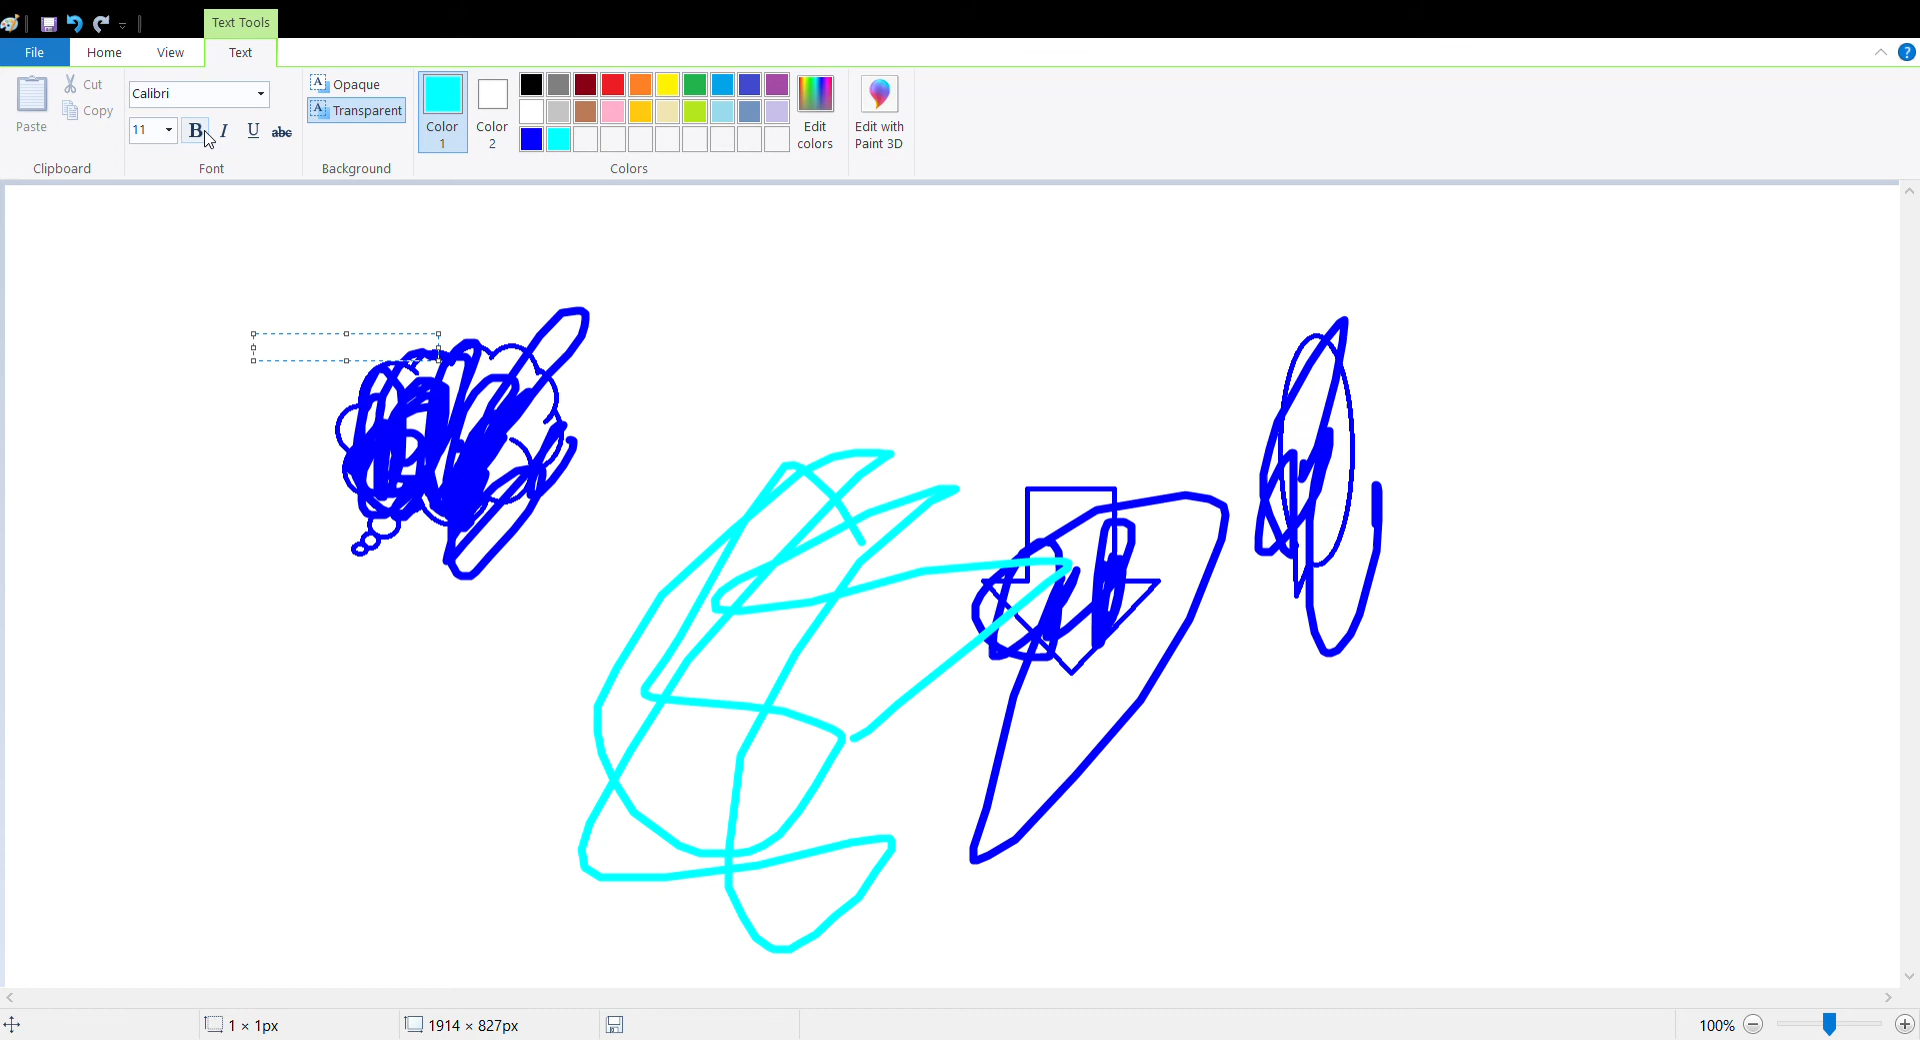 Text Tools
File Home View Text
Calibri
11 B I U abc
Paste Cut Copy
Opaque
Transparent
Color 1
Color 2
Edit colors
Edit with Paint 3D
Clipboard Font Background Colors
1 × 1px 1914 × 827px 100%